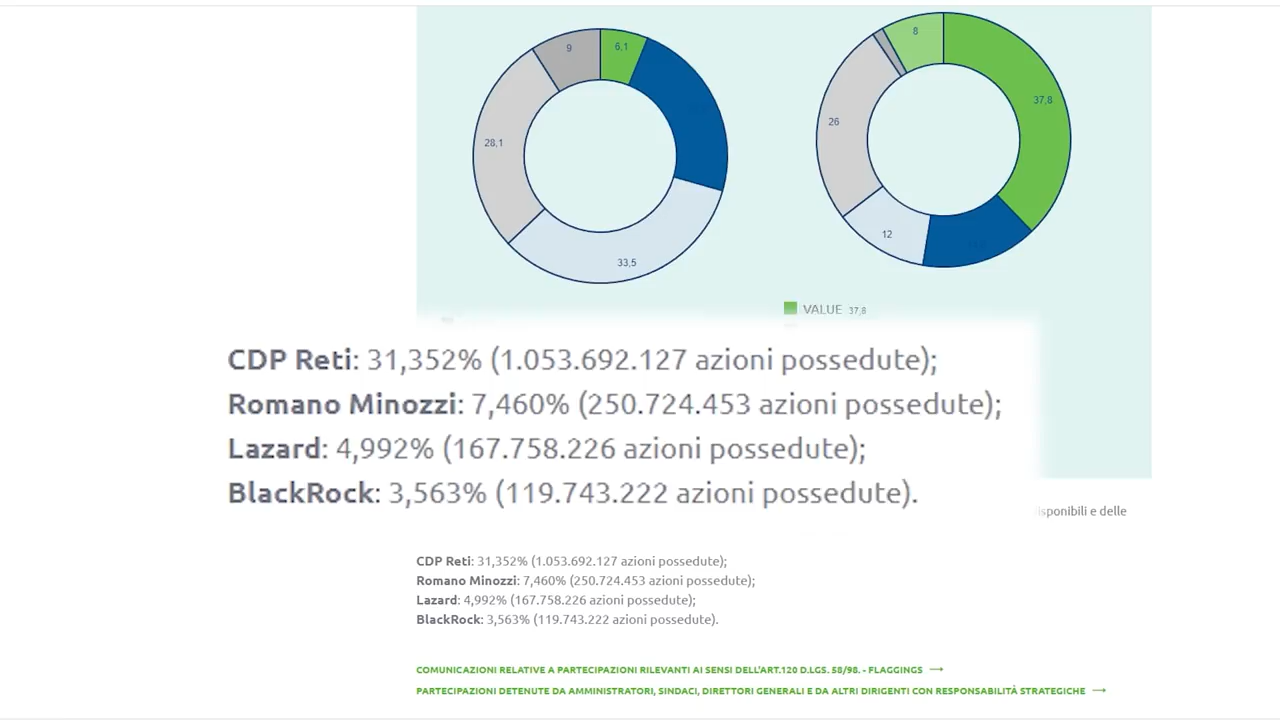 9
6,1
28,1
33,5
8
37,8
26
12
VALUE 37,8
CDP Reti: 31,352% (1.053.692.127 azioni possedute);
Romano Minozzi: 7,460% (250.724.453 azioni possedute);
Lazard: 4,992% (167.758.226 azioni possedute);
BlackRock: 3,563% (119.743.222 azioni possedute).
isponibili e delle
CDP Reti: 31,352% (1.053.692.127 azioni possedute);
Romano Minozzi: 7,460% (250.724.453 azioni possedute);
Lazard: 4,992% (167.758.226 azioni possedute);
BlackRock: 3,563% (119.743.222 azioni possedute).
COMUNICAZIONI RELATIVE A PARTECIPAZIONI RILEVANTI AI SENSI DELL'ART.120 D.LGS. 58/98. - FLAGGINGS →
PARTECIPAZIONI DETENUTE DA AMMINISTRATORI, SINDACI, DIRETTORI GENERALI E DA ALTRI DIRIGENTI CON RESPONSABILITÀ STRATEGICHE →